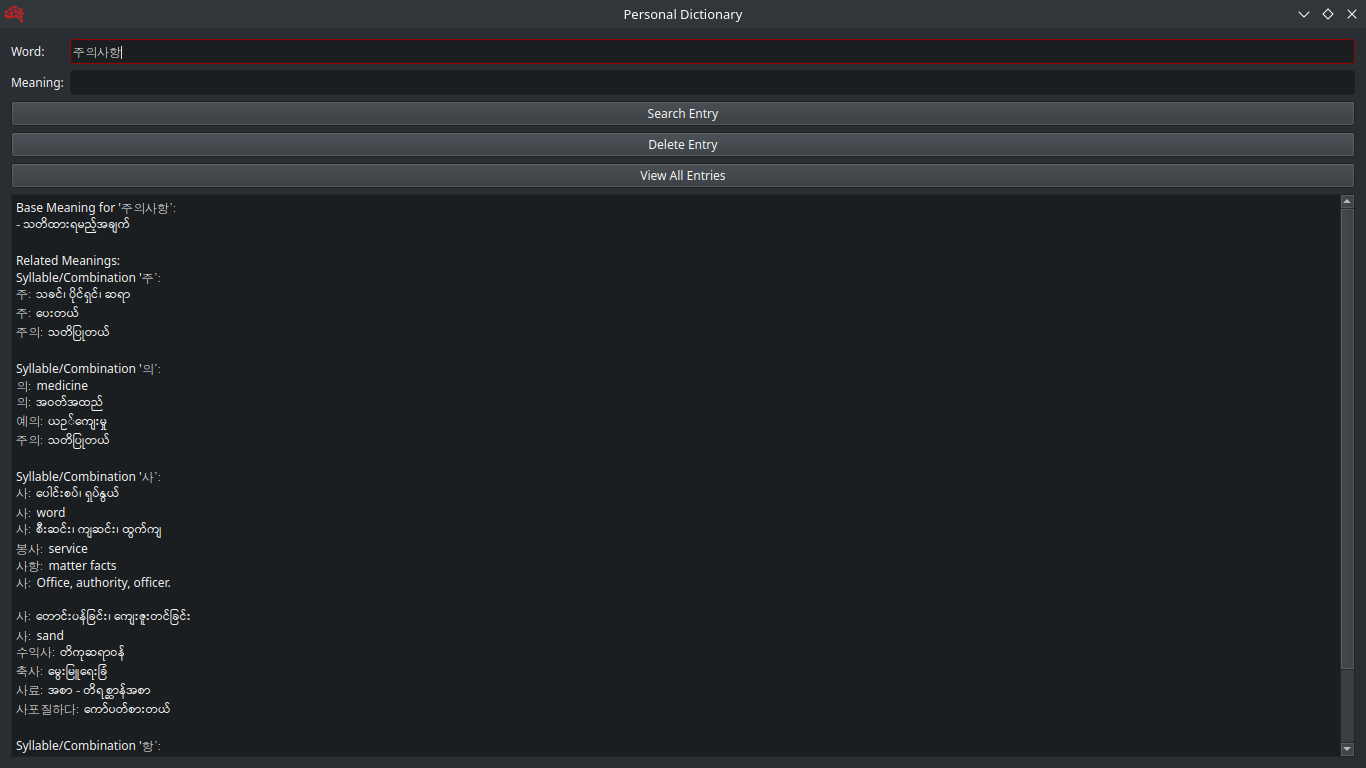 Personal Dictionary
Word: 주의사항
Meaning:
Search Entry
Delete Entry
View All Entries
Base Meaning for '주의사항':
- သတိထားရမည့်အချက်
Related Meanings:
Syllable/Combination '주':
주: သခင်၊ ပိုင်ရှင်၊ ဆရာ
주: ပေးတယ်
주의: သတိပြုတယ်
Syllable/Combination '의':
의: medicine
의: အဝတ်အထည်
예의: ယဉ််ကျေးမှု
주의: သတိပြုတယ်
Syllable/Combination '사':
사: ပေါင်းစပ်၊ ရှုပ်နွယ်
사: word
사: စီးဆင်း၊ ကျဆင်း၊ ထွက်ကျ
봉사: service
사항: matter facts
사: Office, authority, officer.
사: တောင်းပန်ခြင်း၊ ကျေးဇူးတင်ခြင်း
사: sand
수익사: တိကုဆရာဝန်
축사: မွေးမြူရေးခြံ
사료: အစာ - တိရစ္ဆာန်အစာ
사포질하다: ကော်ပတ်စားတယ်
Syllable/Combination '항':